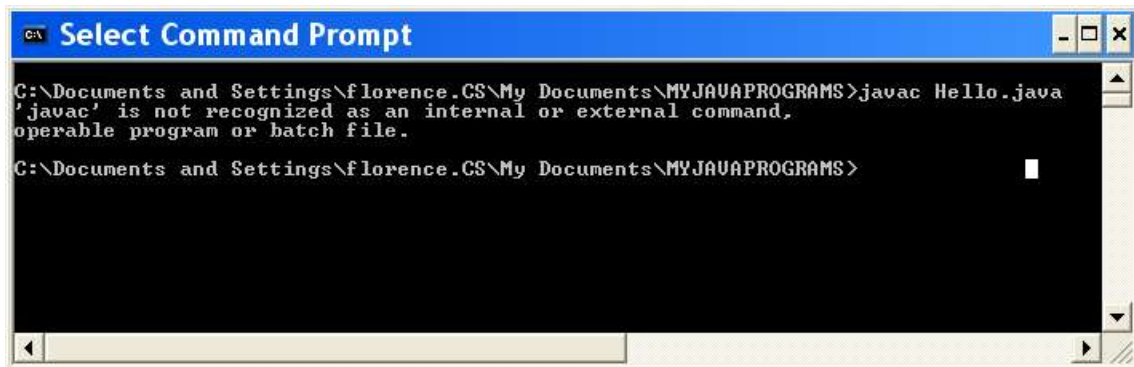 Select Command Prompt
C:\Documents and Settings\florence.CS\My Documents\MYJAVAPROGRAMS>javac Hello.java
'javac' is not recognized as an internal or external command,
operable program or batch file.
C:\Documents and Settings\florence.CS\My Documents\MYJAVAPROGRAMS>